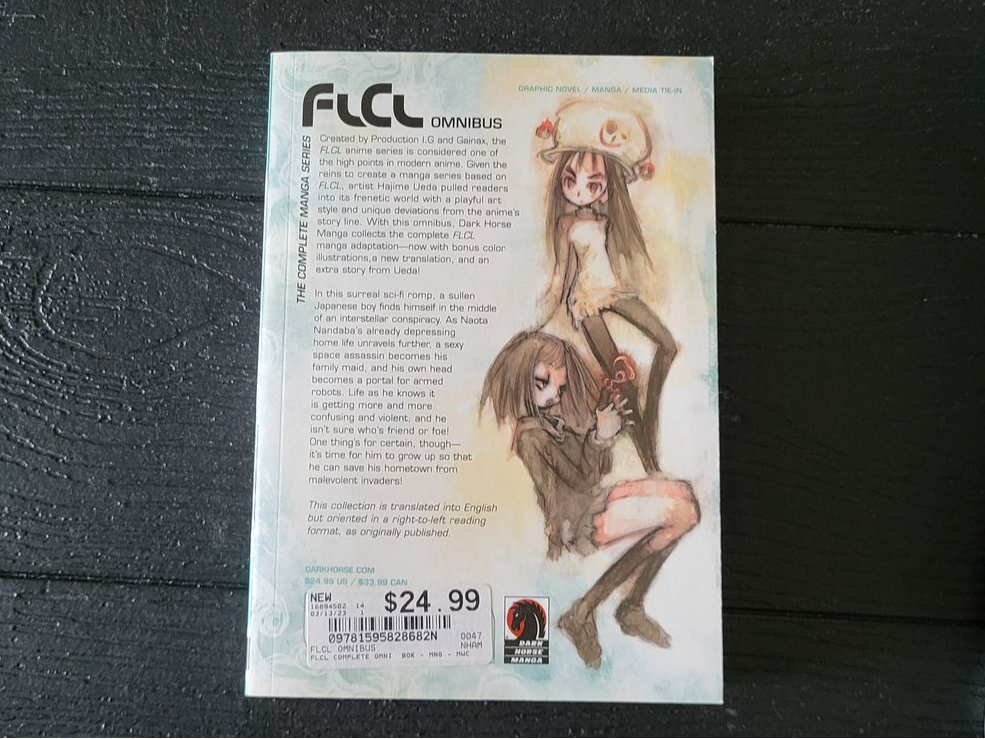 GRAPHIC NOVEL / MANGA / MEDIA TIE-IN
FLCL OMNIBUS
THE COMPLETE MANGA SERIES
Created by Production I.G and Gainax, the
FLCL anime series is considered one of
the high points in modern anime. Given the
reins to create a manga series based on
FLCL, artist Hajime Ueda pulled readers
into its frenetic world with a playful art
style and unique deviations from the anime's
story line. With this omnibus, Dark Horse
Manga collects the complete FLCL
manga adaptation—now with bonus color
illustrations,a new translation, and an
extra story from Ueda!
In this surreal sci-fi romp, a sullen
Japanese boy finds himself in the middle
of an interstellar conspiracy. As Naota
Nandaba's already depressing
home life unravels further, a sexy
space assassin becomes his
family maid, and his own head
becomes a portal for armed
robots. Life as he knows it
is getting more and more
confusing and violent, and he
isn't sure who's friend or foe!
One thing's for certain, though—
it's time for him to grow up so that
he can save his hometown from
malevolent invaders!
This collection is translated into English
but oriented in a right-to-left reading
format, as originally published.
DARKHORSE.COM
$24.99 US / $33.99 CAN
NEW
16894502 14
03/13/23 1
$24.99
09781595828682N
0047
NHAM
FLCL OMNIBUS
FLCL COMPLETE OMNI BOK - MNG - MWC
DARK
HORSE
MANGA